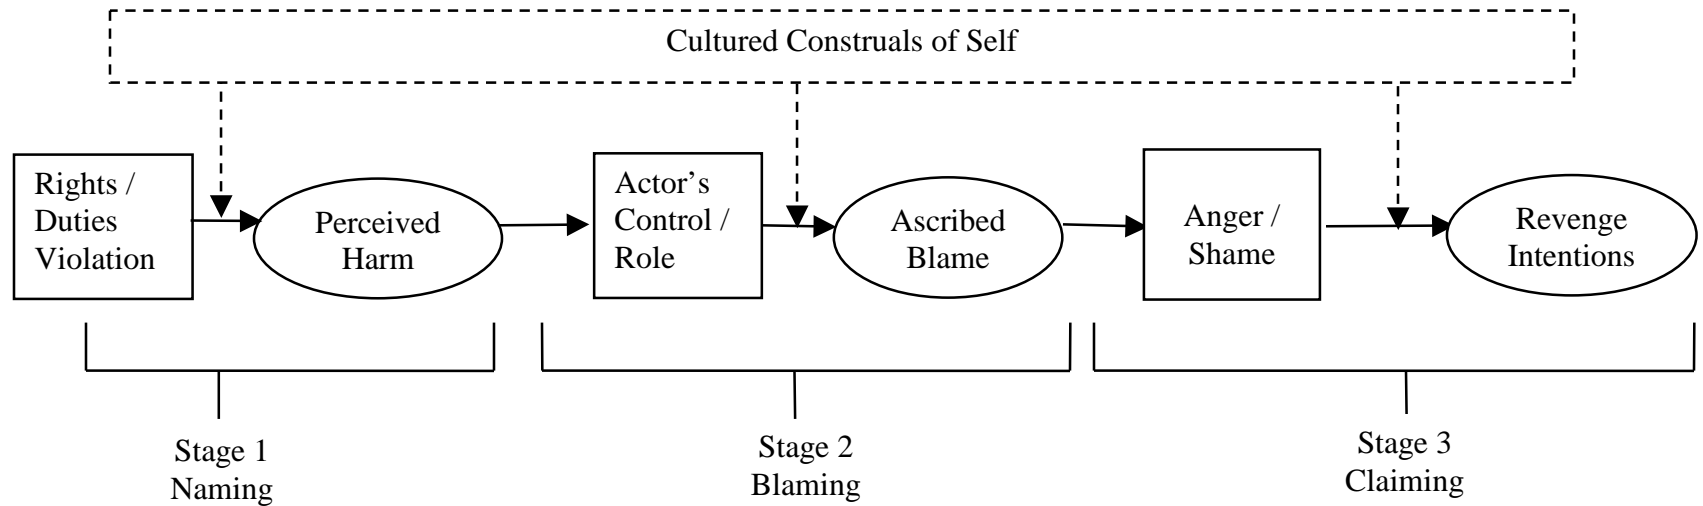 Cultured Construals of Self
Rights /
Duties
Violation
Perceived
Harm
Actor’s
Control /
Role
Ascribed
Blame
Anger /
Shame
Revenge
Intentions
Stage 1
Naming
Stage 2
Blaming
Stage 3
Claiming